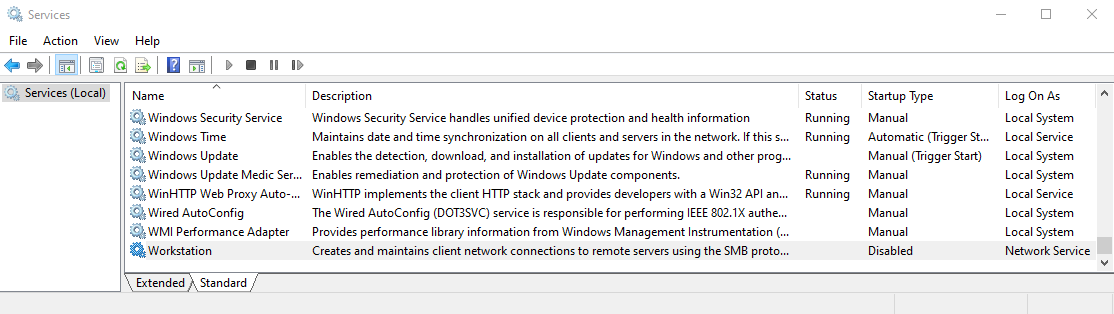 Services
File Action View Help
Services (Local)
Name Description Status Startup Type Log On As
Windows Security Service Windows Security Service handles unified device protection and health information Running Manual Local System
Windows Time Maintains date and time synchronization on all clients and servers in the network. If this s... Running Automatic (Trigger St... Local Service
Windows Update Enables the detection, download, and installation of updates for Windows and other prog... Manual (Trigger Start) Local System
Windows Update Medic Ser... Enables remediation and protection of Windows Update components. Running Manual Local System
WinHTTP Web Proxy Auto-... WinHTTP implements the client HTTP stack and provides developers with a Win32 API an... Running Manual Local Service
Wired AutoConfig The Wired AutoConfig (DOT3SVC) service is responsible for performing IEEE 802.1X authe... Manual Local System
WMI Performance Adapter Provides performance library information from Windows Management Instrumentation (... Manual Local System
Workstation Creates and maintains client network connections to remote servers using the SMB proto... Disabled Network Service
Extended Standard